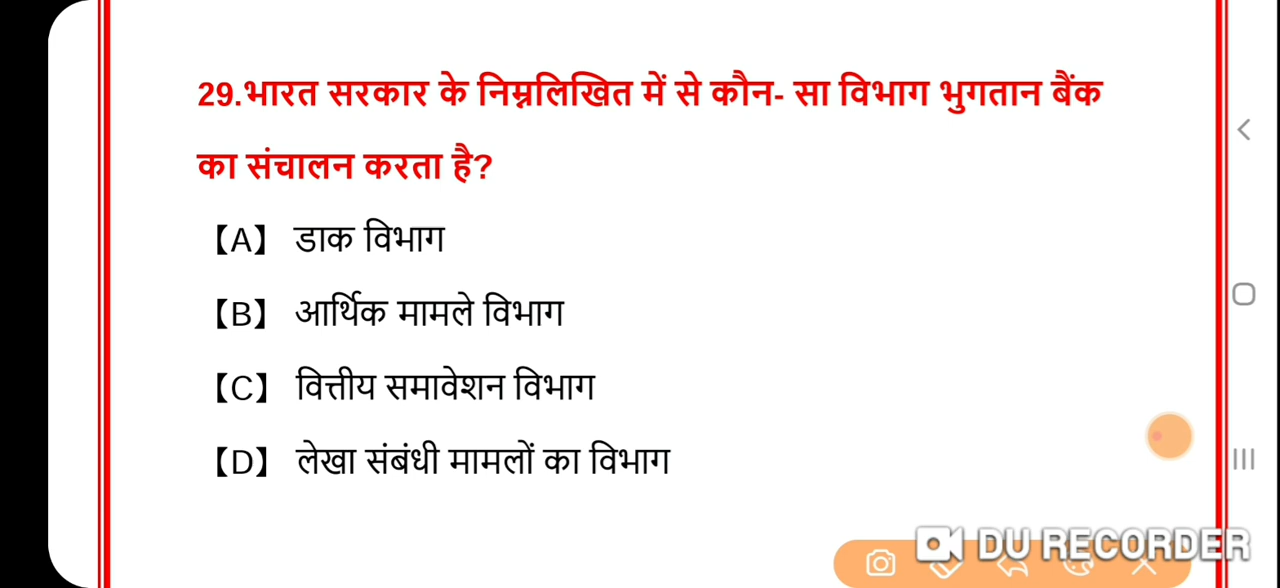 29.भारत सरकार के निम्नलिखित में से कौन- सा विभाग भुगतान बैंक
का संचालन करता है?
【A】 डाक विभाग
【B】 आर्थिक मामले विभाग
【C】 वित्तीय समावेशन विभाग
【D】 लेखा संबंधी मामलों का विभाग
DU RECORDER